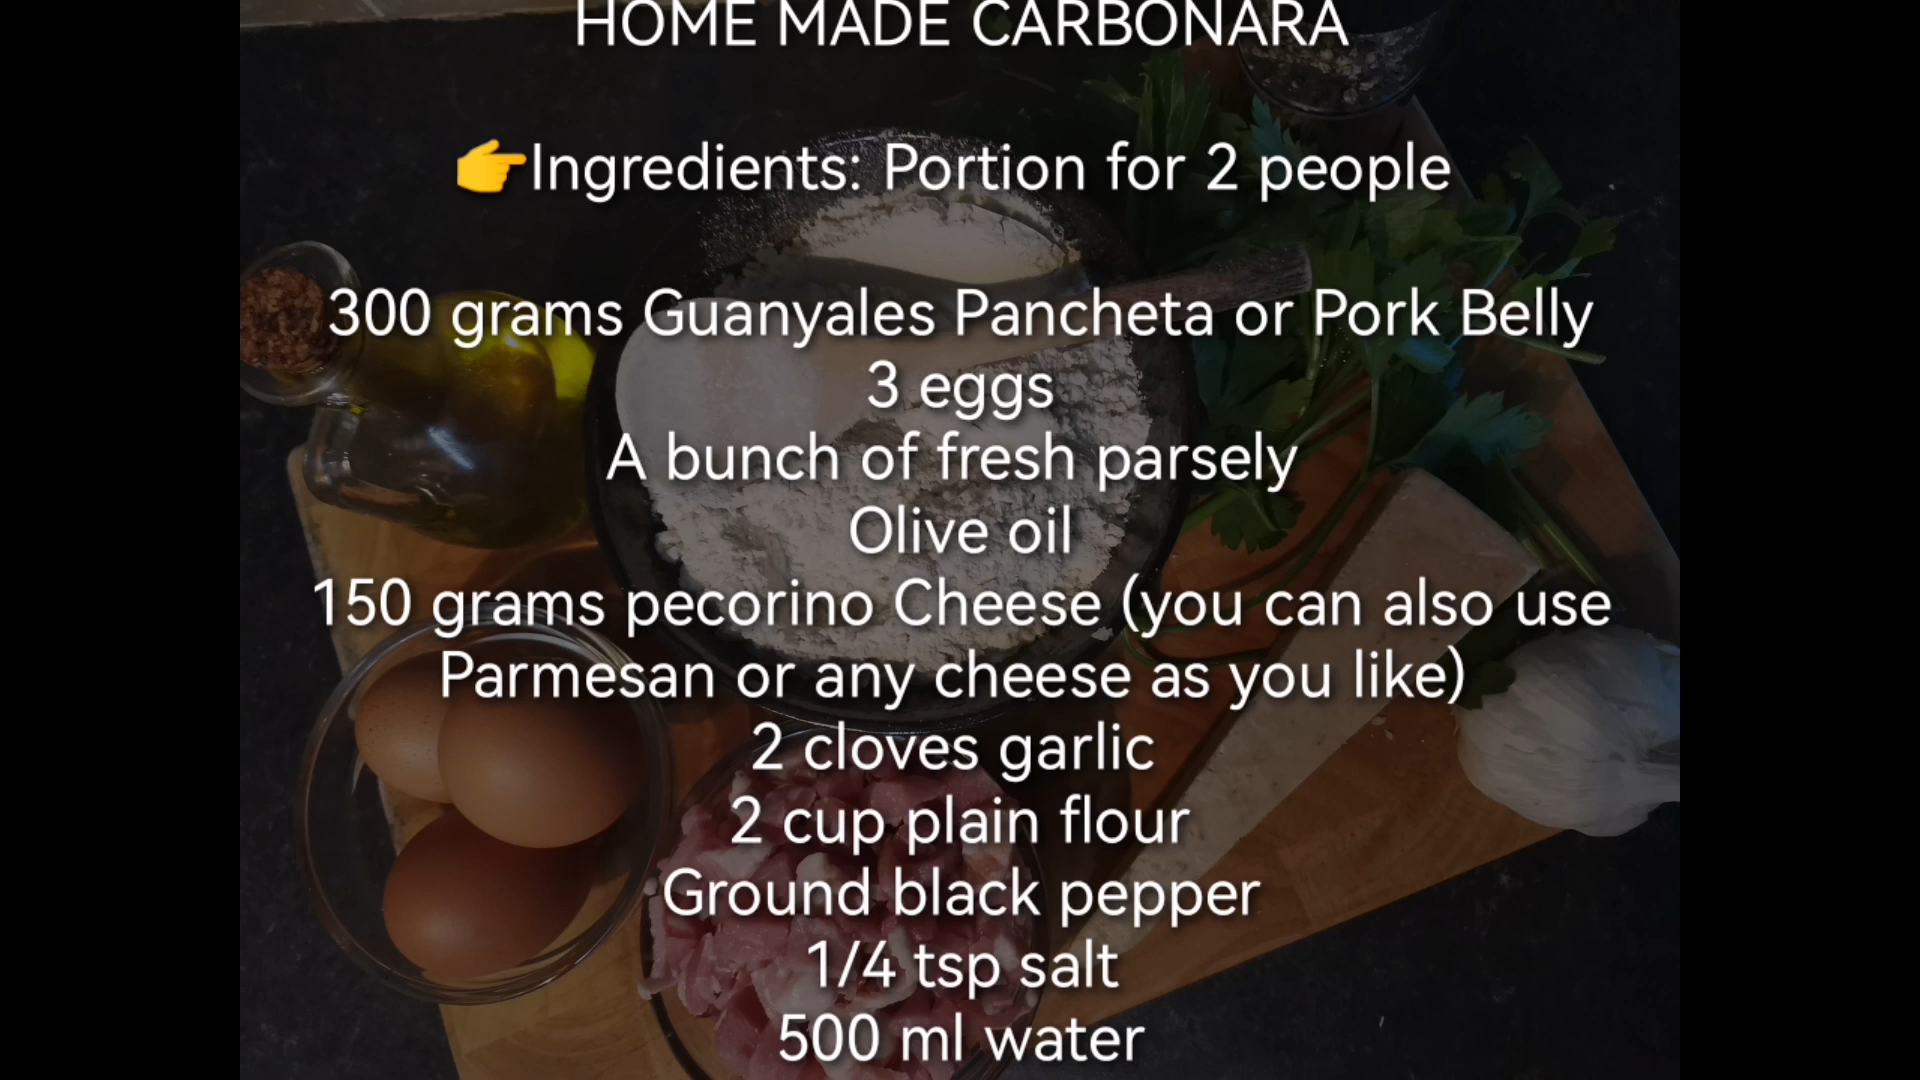 HOME MADE CARBONARA
👉Ingredients: Portion for 2 people
300 grams Guanyales Pancheta or Pork Belly
3 eggs
A bunch of fresh parsely
Olive oil
150 grams pecorino Cheese (you can also use
Parmesan or any cheese as you like)
2 cloves garlic
2 cup plain flour
Ground black pepper
1/4 tsp salt
500 ml water